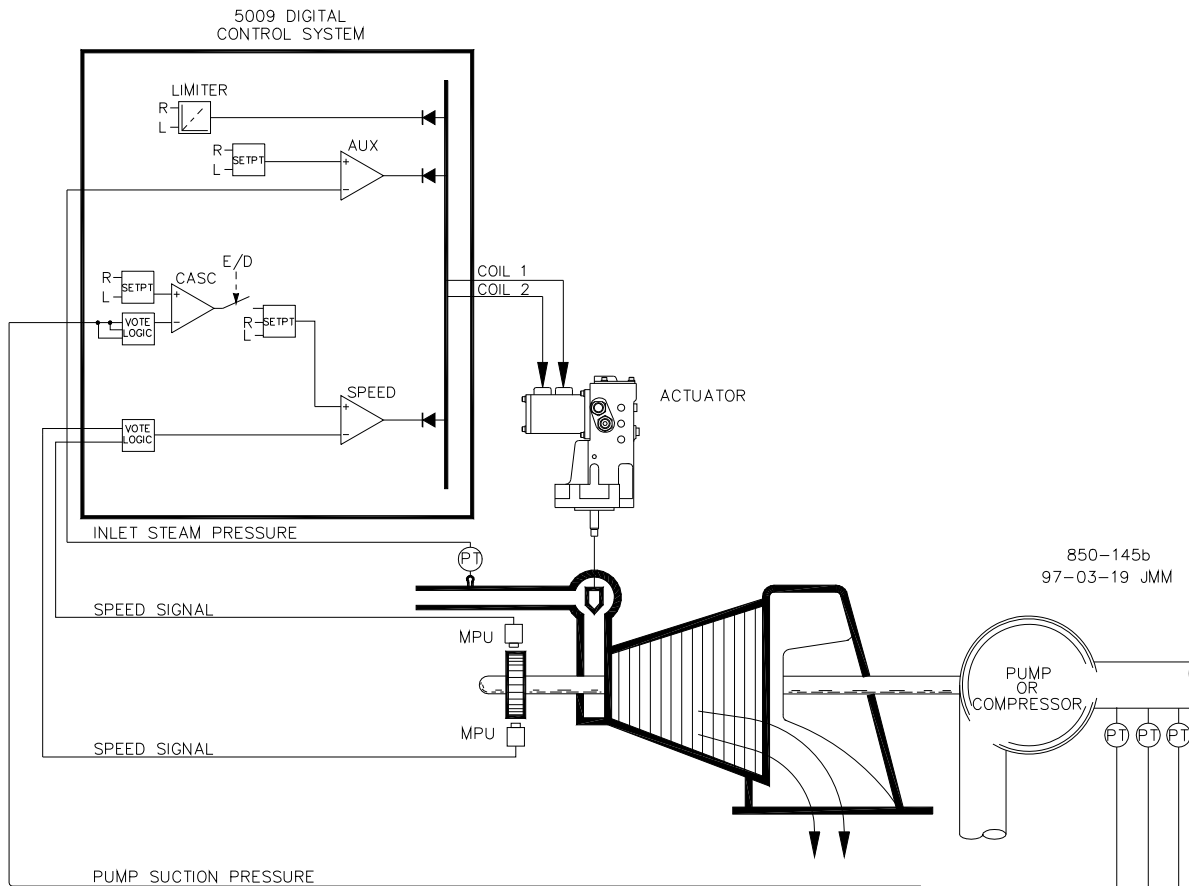 5009 DIGITAL
CONTROL SYSTEM
LIMITER
R
L
AUX
R
L
SETPT
+
−
E/D
CASC
R
L
SETPT
+
−
VOTE
LOGIC
R
L
SETPT
COIL 1
COIL 2
SPEED
+
−
VOTE
LOGIC
ACTUATOR
INLET STEAM PRESSURE
PT
850-145b
97-03-19 JMM
SPEED SIGNAL
MPU
PUMP
OR
COMPRESSOR
MPU
SPEED SIGNAL
PT
PT
PT
PUMP SUCTION PRESSURE